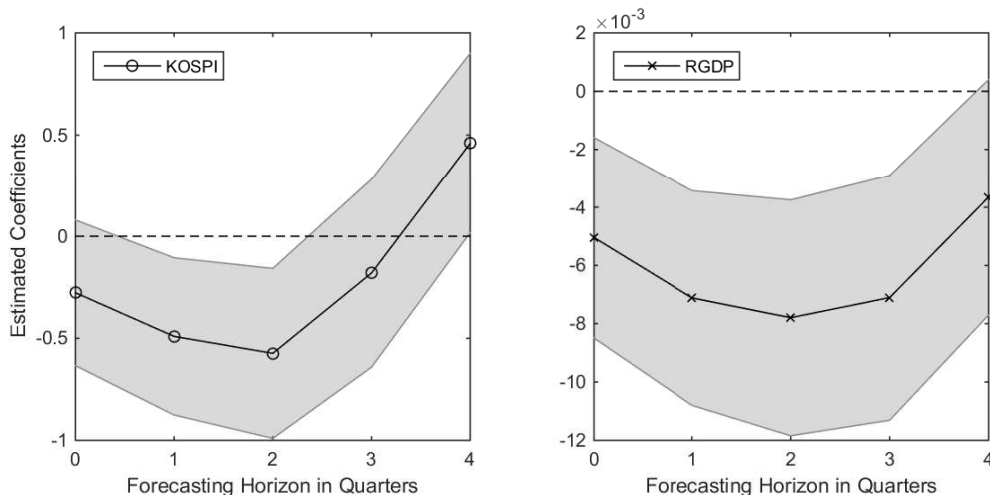 KOSPI
Estimated Coefficients
1
0.5
0
-0.5
-1
0 1 2 3 4
Forecasting Horizon in Quarters
×10⁻³
RGDP
2
0
-2
-4
-6
-8
-10
-12
0 1 2 3 4
Forecasting Horizon in Quarters